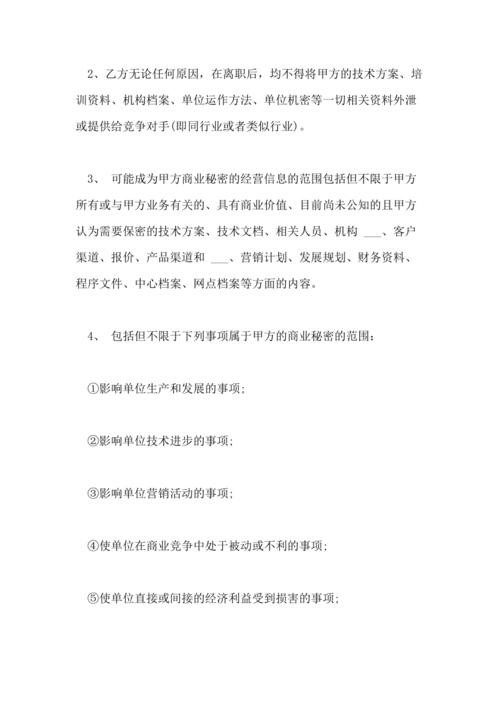 2、乙方无论任何原因，在离职后，均不得将甲方的技术方案、培
训资料、机构档案、单位运作方法、单位机密等一切相关资料外泄
或提供给竞争对手(即同行业或者类似行业)。
3、 可能成为甲方商业秘密的经营信息的范围包括但不限于甲方
所有或与甲方业务有关的、具有商业价值、目前尚未公知的且甲方
认为需要保密的技术方案、技术文档、相关人员、机构 ___、客户
渠道、报价、产品渠道和 ___、营销计划、发展规划、财务资料、
程序文件、中心档案、网点档案等方面的内容。
4、 包括但不限于下列事项属于甲方的商业秘密的范围：
①影响单位生产和发展的事项;
②影响单位技术进步的事项;
③影响单位营销活动的事项;
④使单位在商业竞争中处于被动或不利的事项;
⑤使单位直接或间接的经济利益受到损害的事项;